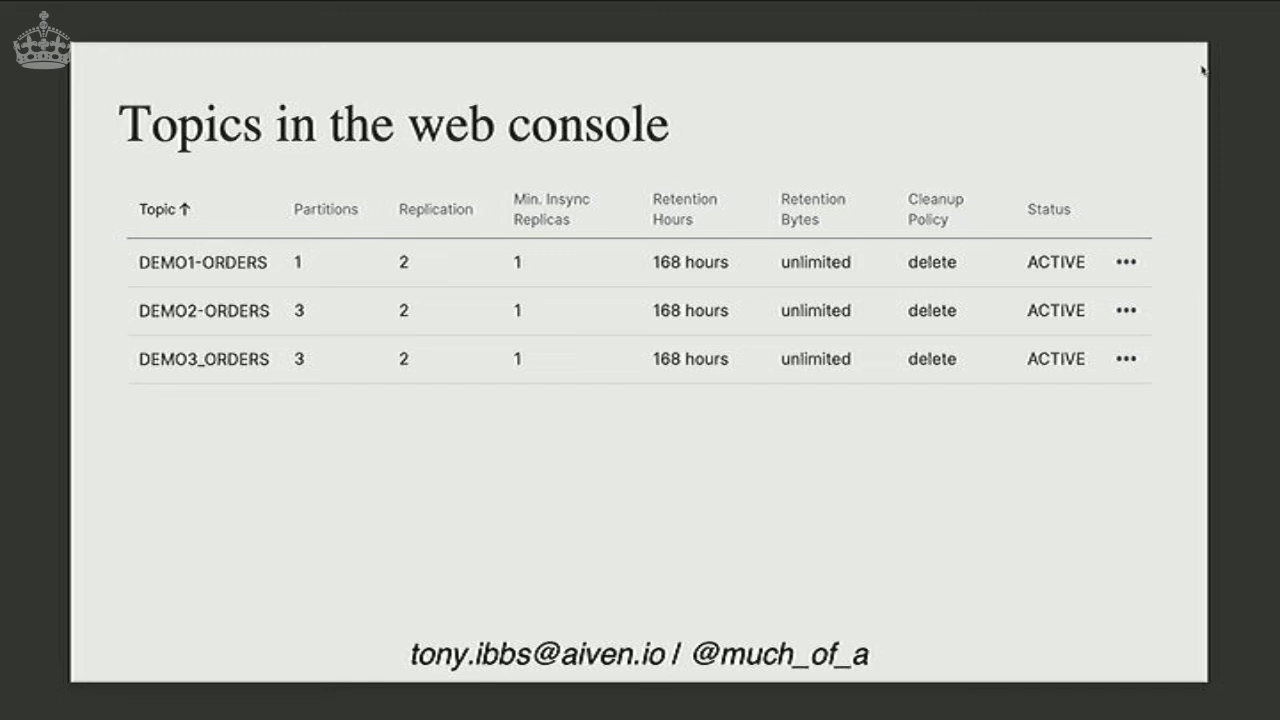 Topics in the web console
Topic ↑ Partitions Replication Min. Insync Replicas Retention Hours Retention Bytes Cleanup Policy Status
DEMO1-ORDERS 1 2 1 168 hours unlimited delete ACTIVE •••
DEMO2-ORDERS 3 2 1 168 hours unlimited delete ACTIVE •••
DEMO3_ORDERS 3 2 1 168 hours unlimited delete ACTIVE •••
tony.ibbs@aiven.io / @much_of_a